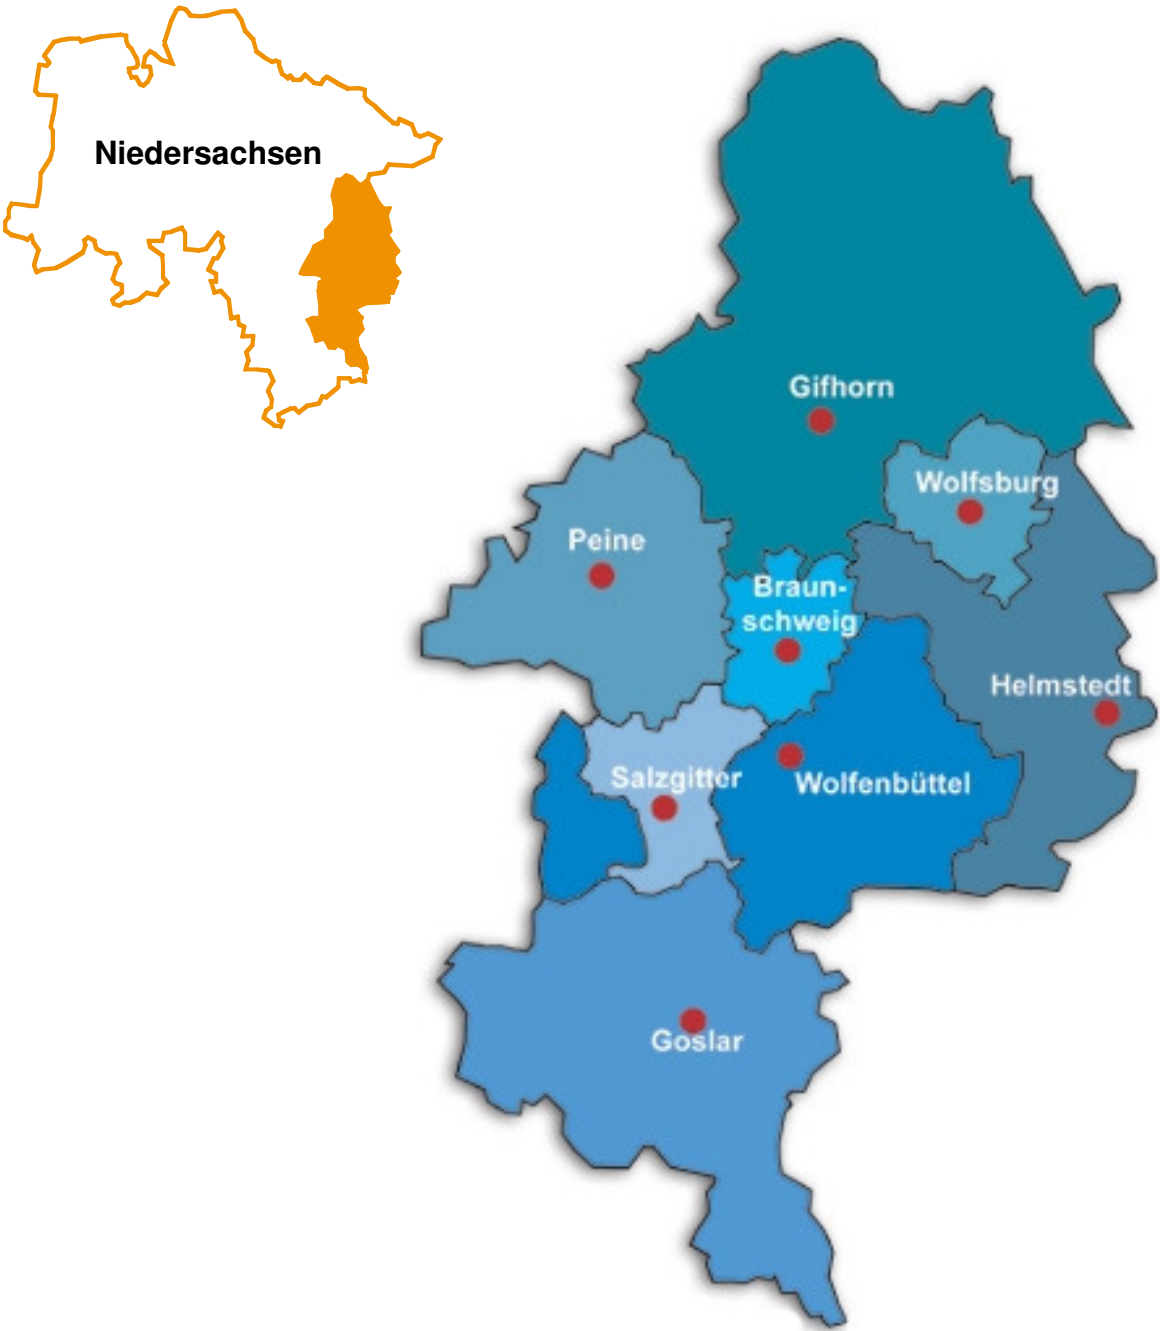 Niedersachsen
Gifhorn
Wolfsburg
Peine
Braun-
schweig
Helmstedt
Salzgitter
Wolfenbüttel
Goslar